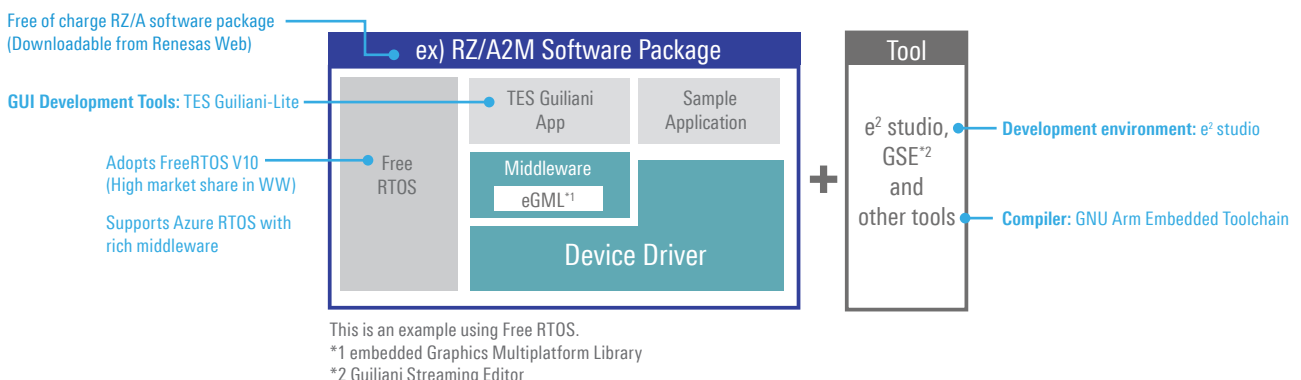 Free of charge RZ/A software package
(Downloadable from Renesas Web)
ex) RZ/A2M Software Package
Tool
GUI Development Tools: TES Guiliani-Lite
TES Guiliani
App
Sample
Application
Adopts FreeRTOS V10
(High market share in WW)
Supports Azure RTOS with
rich middleware
Free
RTOS
Middleware
eGML*1
Device Driver
+
e² studio,
GSE*2
and
other tools
Development environment: e² studio
Compiler: GNU Arm Embedded Toolchain
This is an example using Free RTOS.
*1 embedded Graphics Multiplatform Library
*2 Guiliani Streaming Editor